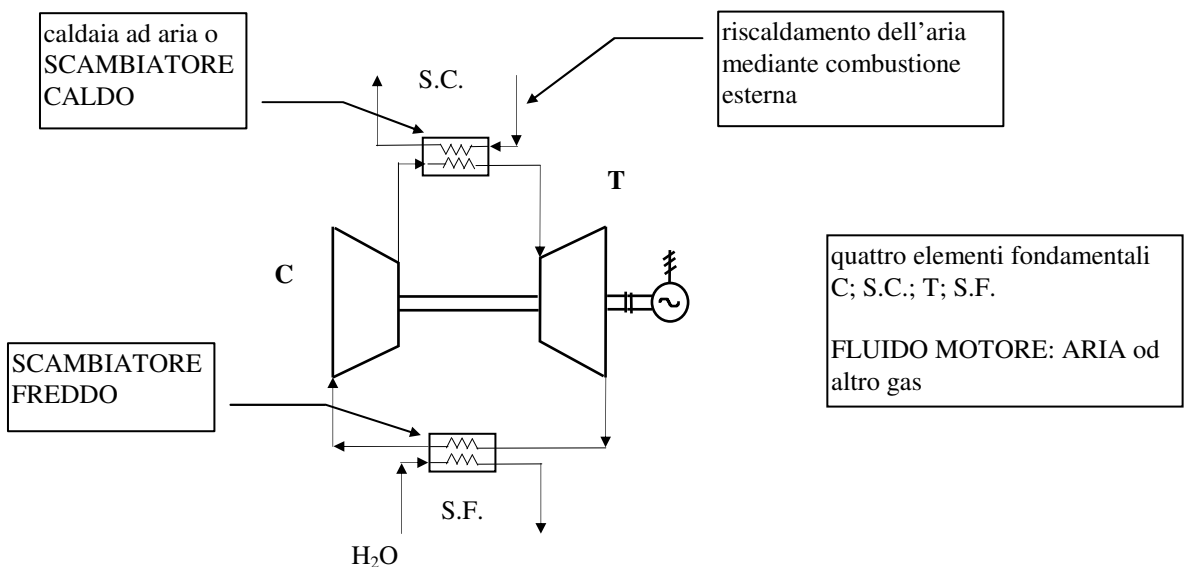 caldaia ad aria o
SCAMBIATORE
CALDO
S.C.
riscaldamento dell'aria
mediante combustione
esterna
T
C
quattro elementi fondamentali
C; S.C.; T; S.F.
FLUIDO MOTORE: ARIA od
altro gas
SCAMBIATORE
FREDDO
S.F.
H₂O